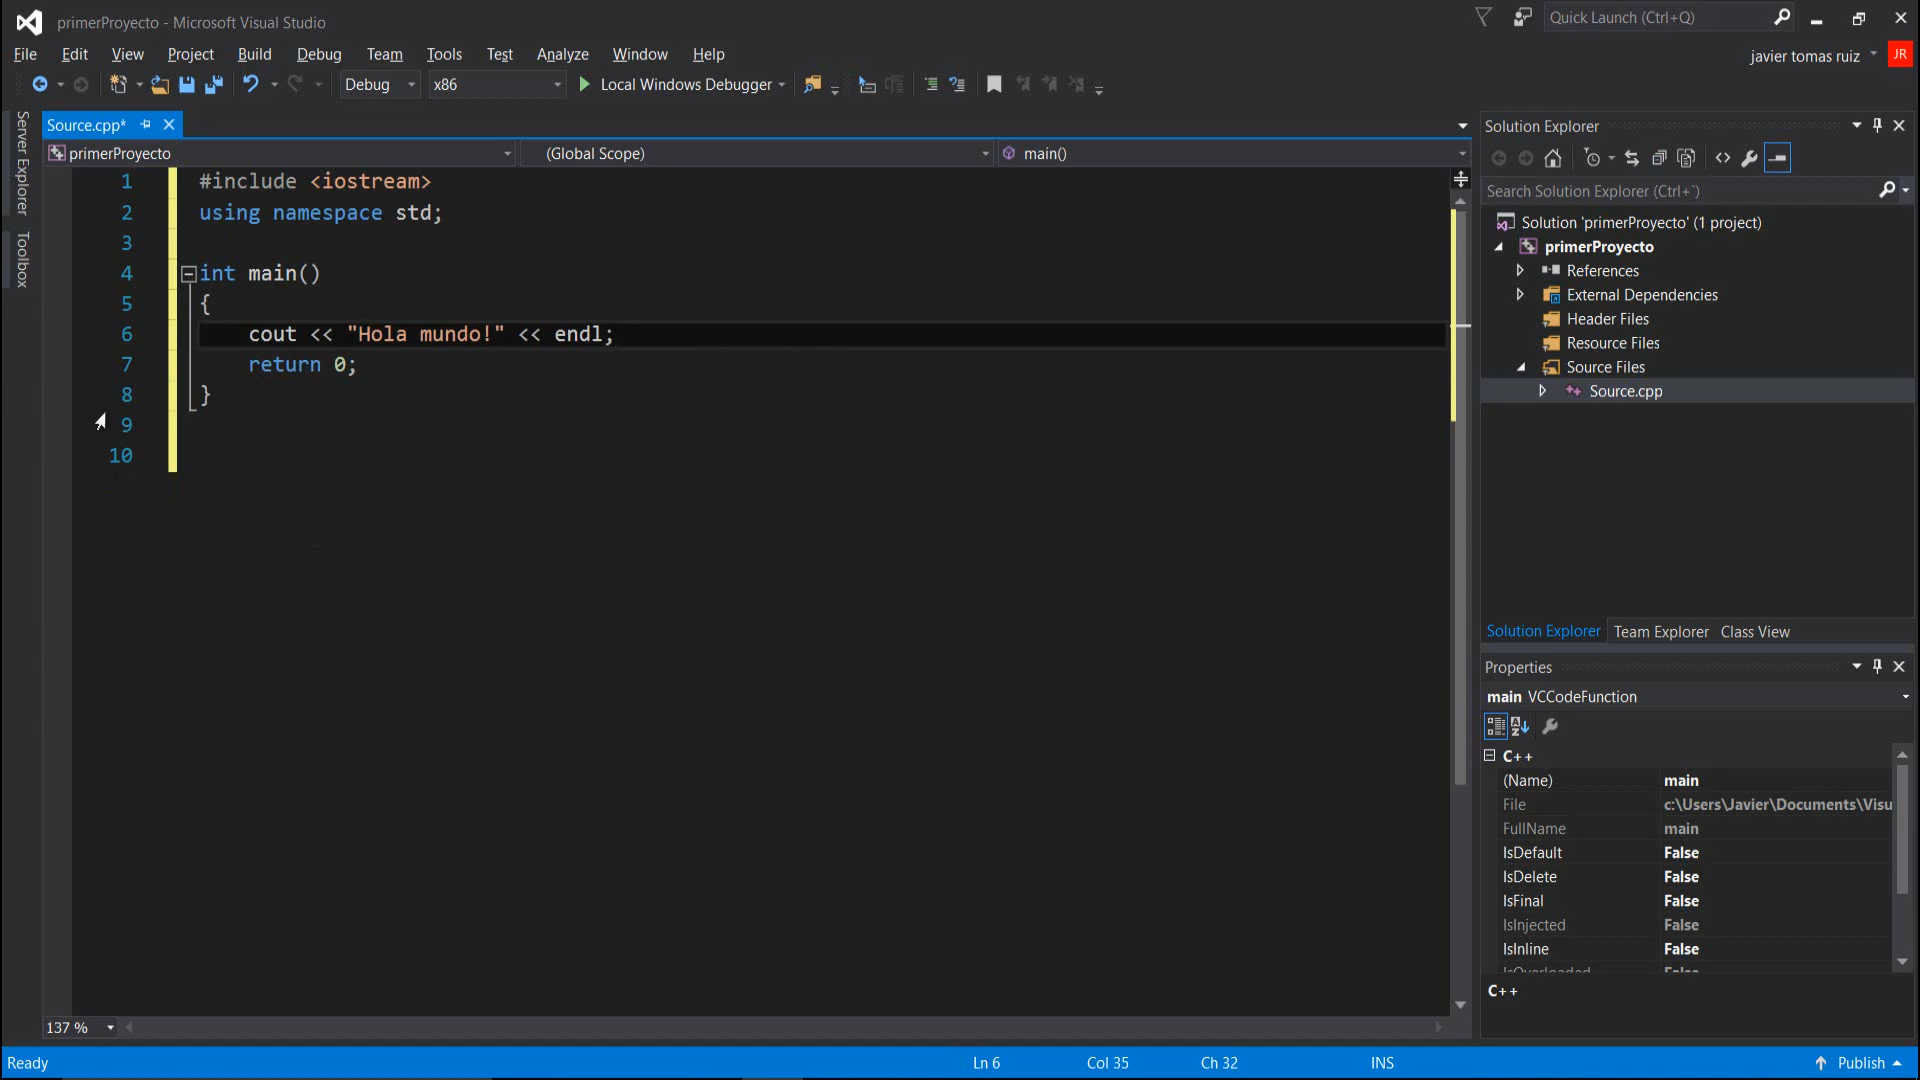 primerProyecto - Microsoft Visual Studio
Quick Launch (Ctrl+Q)
File Edit View Project Build Debug Team Tools Test Analyze Window Help
javier tomas ruiz JR
Debug x86 Local Windows Debugger
Server Explorer
Toolbox
Source.cpp*
primerProyecto (Global Scope) main()
1 #include <iostream>
2 using namespace std;
3
4 int main()
5 {
6 cout << "Hola mundo!" << endl;
7 return 0;
8 }
9
10
137 %
Solution Explorer
Search Solution Explorer (Ctrl+`)
Solution 'primerProyecto' (1 project)
primerProyecto
References
External Dependencies
Header Files
Resource Files
Source Files
Source.cpp
Solution Explorer Team Explorer Class View
Properties
main VCCodeFunction
C++
(Name) main
File c:\Users\Javier\Documents\Visu
FullName main
IsDefault False
IsDelete False
IsFinal False
IsInjected False
IsInline False
IsOverloaded False
C++
Ready Ln 6 Col 35 Ch 32 INS Publish